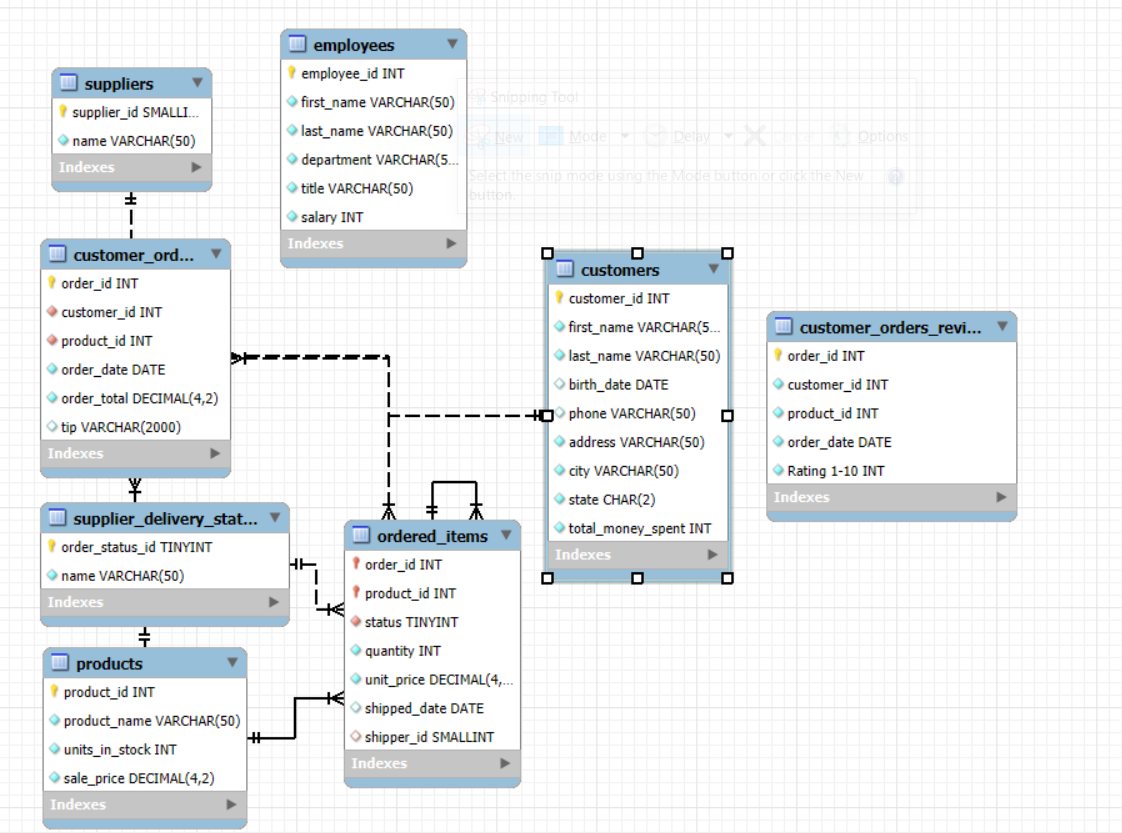 suppliers
supplier_id SMALLI...
name VARCHAR(50)
Indexes
employees
employee_id INT
first_name VARCHAR(50)
last_name VARCHAR(50)
department VARCHAR(5...
title VARCHAR(50)
salary INT
Indexes
Snipping Tool
New Mode Delay Options
Select the snip mode using the Mode button or click the New
button.
customer_ord...
order_id INT
customer_id INT
product_id INT
order_date DATE
order_total DECIMAL(4,2)
tip VARCHAR(2000)
Indexes
customers
customer_id INT
first_name VARCHAR(5...
last_name VARCHAR(50)
birth_date DATE
phone VARCHAR(50)
address VARCHAR(50)
city VARCHAR(50)
state CHAR(2)
total_money_spent INT
Indexes
customer_orders_revi...
order_id INT
customer_id INT
product_id INT
order_date DATE
Rating 1-10 INT
Indexes
supplier_delivery_stat...
order_status_id TINYINT
name VARCHAR(50)
Indexes
ordered_items
order_id INT
product_id INT
status TINYINT
quantity INT
unit_price DECIMAL(4,...
shipped_date DATE
shipper_id SMALLINT
Indexes
products
product_id INT
product_name VARCHAR(50)
units_in_stock INT
sale_price DECIMAL(4,2)
Indexes